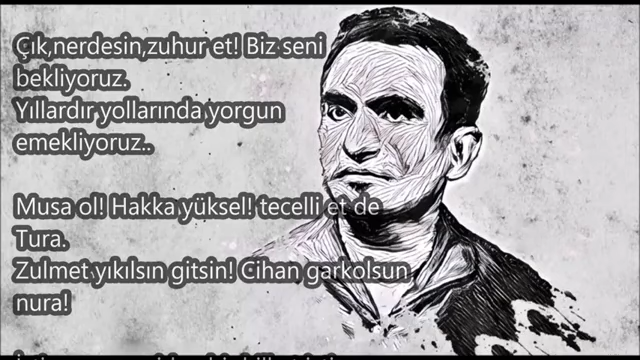 Çık,nerdesin,zuhur et! Biz seni
bekliyoruz.
Yıllardır yollarında yorgun
emekliyoruz..
Musa ol! Hakka yüksel! tecelli et de
Tura.
Zulmet yıkılsın gitsin! Cihan garkolsun
nura!